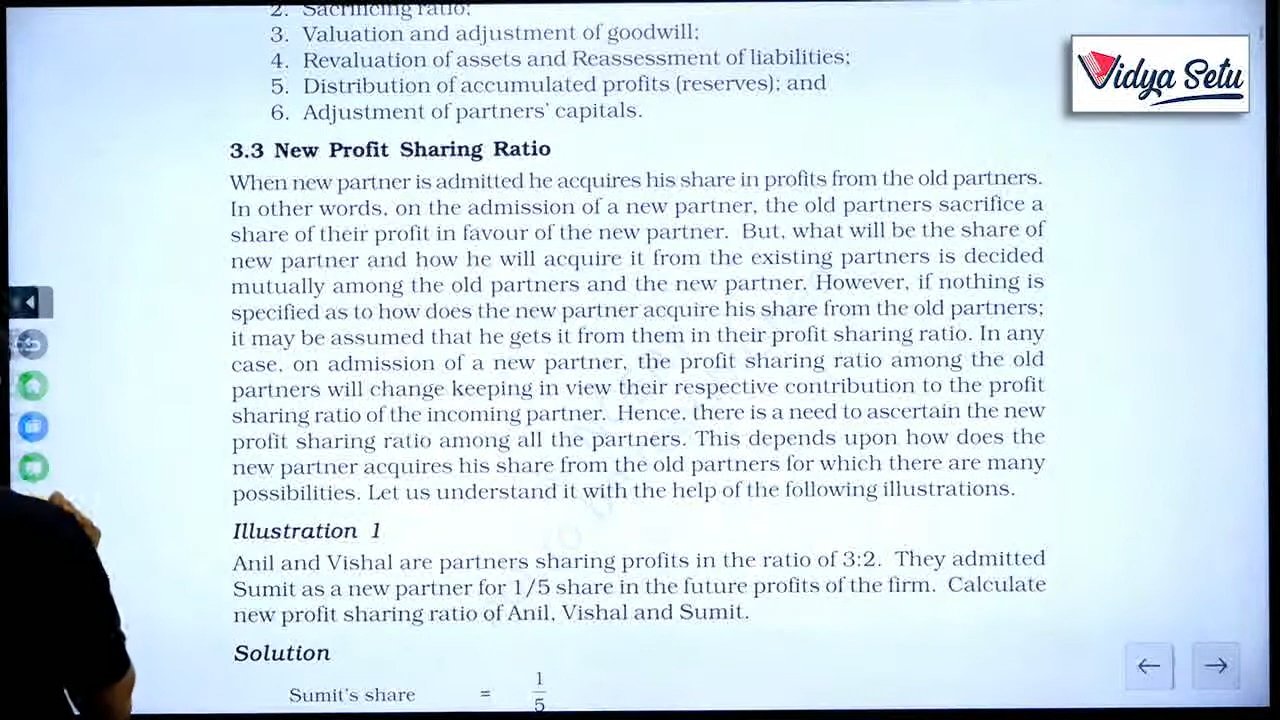 2. Sacrificing ratio;
3. Valuation and adjustment of goodwill;
4. Revaluation of assets and Reassessment of liabilities;
5. Distribution of accumulated profits (reserves); and
6. Adjustment of partners' capitals.
Vidya Setu
3.3 New Profit Sharing Ratio
When new partner is admitted he acquires his share in profits from the old partners.
In other words, on the admission of a new partner, the old partners sacrifice a
share of their profit in favour of the new partner. But, what will be the share of
new partner and how he will acquire it from the existing partners is decided
mutually among the old partners and the new partner. However, if nothing is
specified as to how does the new partner acquire his share from the old partners;
it may be assumed that he gets it from them in their profit sharing ratio. In any
case, on admission of a new partner, the profit sharing ratio among the old
partners will change keeping in view their respective contribution to the profit
sharing ratio of the incoming partner. Hence, there is a need to ascertain the new
profit sharing ratio among all the partners. This depends upon how does the
new partner acquires his share from the old partners for which there are many
possibilities. Let us understand it with the help of the following illustrations.
Illustration 1
Anil and Vishal are partners sharing profits in the ratio of 3:2. They admitted
Sumit as a new partner for 1/5 share in the future profits of the firm. Calculate
new profit sharing ratio of Anil, Vishal and Sumit.
Solution
Sumit's share = 1/5